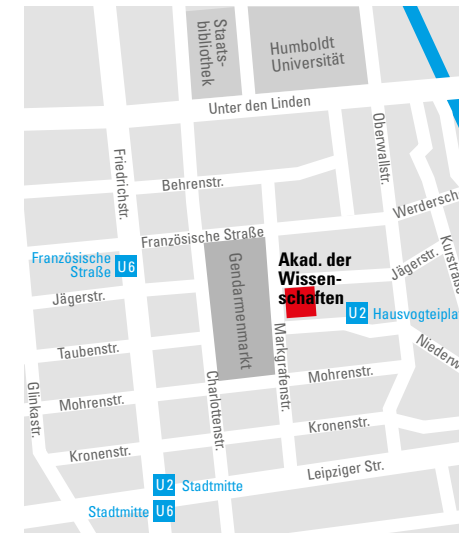 Staats-
bibliothek
Humboldt
Universität
Unter den Linden
Oberwallstr.
Friedrichstr.
Behrenstr.
Werdersch
Französische Straße
Kurstraße
Französische
Straße U6
Gendarmenmarkt
Akad. der
Wissen-
schaften
Jägerstr.
Jägerstr.
U2 Hausvogteipla
Markgrafenstr.
Taubenstr.
Niederw
Glinkastr.
Charlottenstr.
Mohrenstr.
Mohrenstr.
Kronenstr.
Kronenstr.
Leipziger Str.
U2 Stadtmitte
Stadtmitte U6